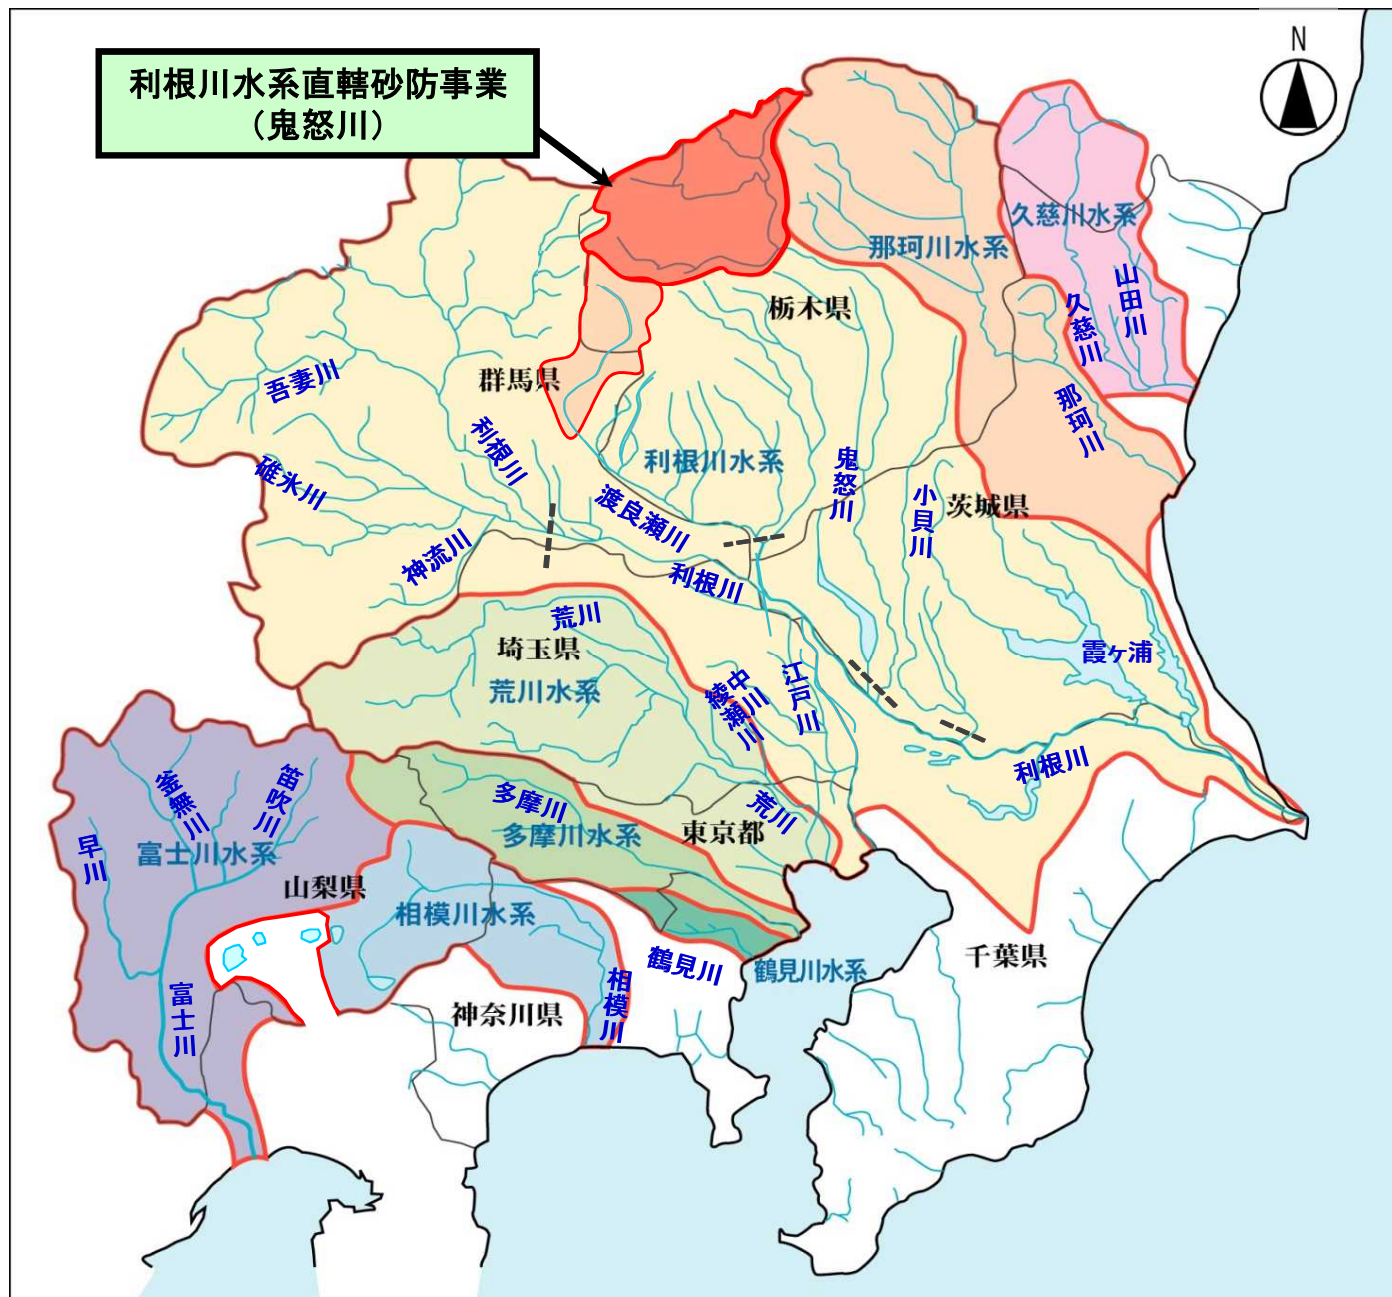 利根川水系直轄砂防事業
（鬼怒川）
N
久慈川水系
那珂川水系
山田川
久慈川
栃木県
吾妻川
群馬県
那珂川
利根川
利根川水系
鬼怒川
碓氷川
小貝川
茨城県
渡良瀬川
神流川
利根川
荒川
埼玉県
霞ヶ浦
荒川水系
江戸川
中川
綾瀬川
利根川
釜無川
笛吹川
多摩川
荒川
早川
多摩川水系
東京都
富士川水系
山梨県
相模川水系
鶴見川
鶴見川水系
千葉県
富士川
相模川
神奈川県